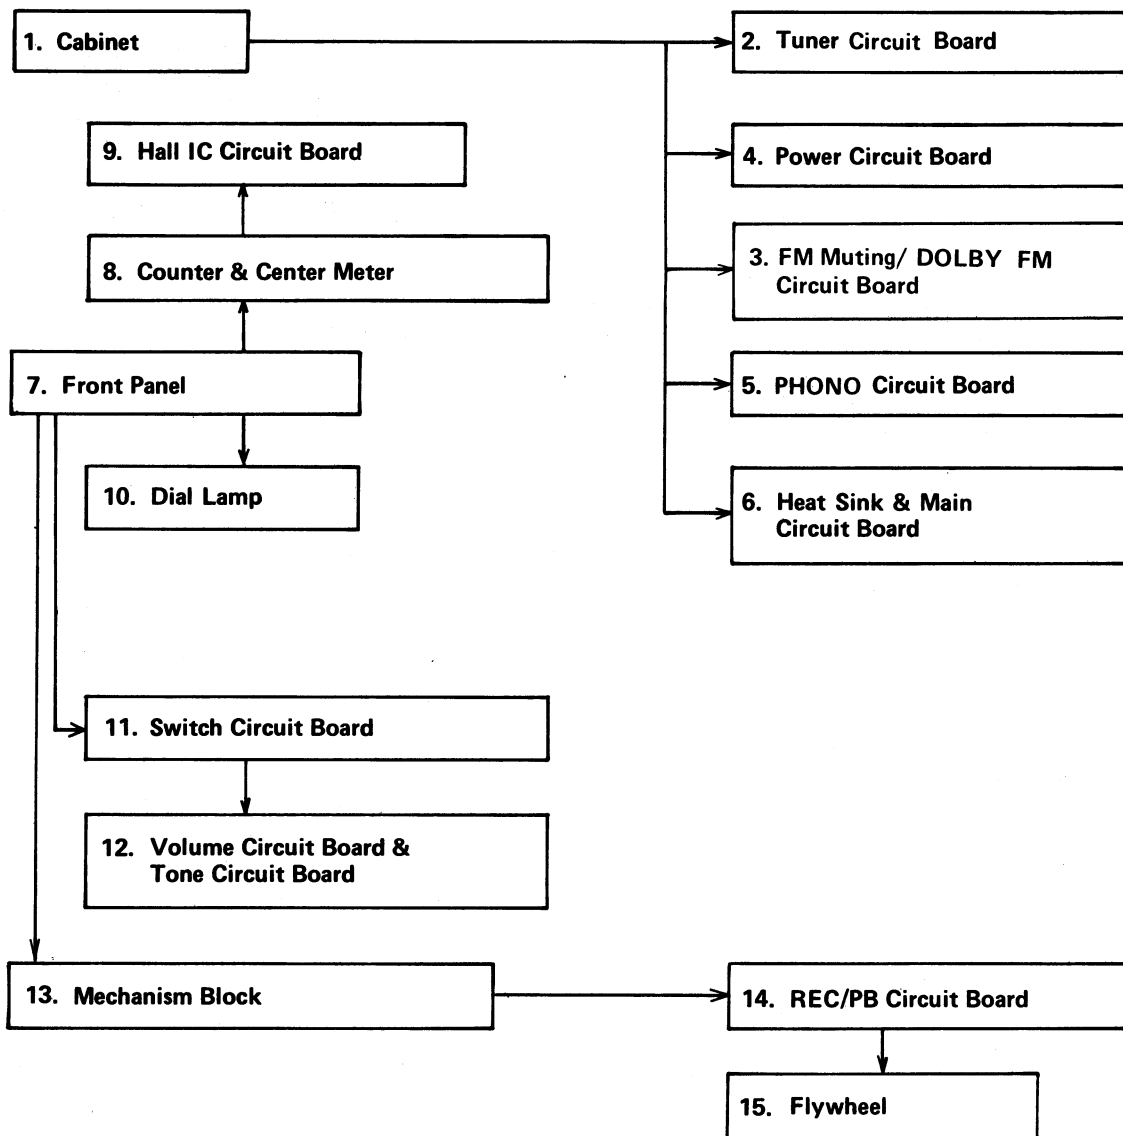 1. Cabinet
2. Tuner Circuit Board
9. Hall IC Circuit Board
4. Power Circuit Board
8. Counter & Center Meter
3. FM Muting/ DOLBY FM
Circuit Board
7. Front Panel
5. PHONO Circuit Board
10. Dial Lamp
6. Heat Sink & Main
Circuit Board
11. Switch Circuit Board
12. Volume Circuit Board &
Tone Circuit Board
13. Mechanism Block
14. REC/PB Circuit Board
15. Flywheel